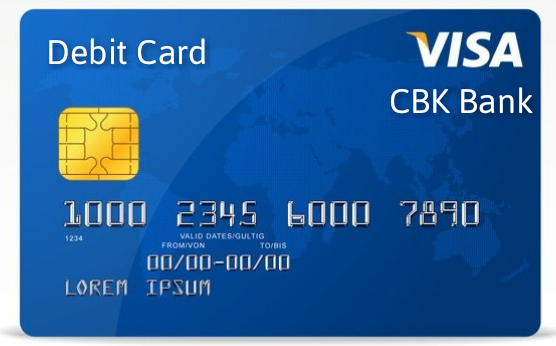 Debit Card VISA
CBK Bank
1000 2345 6000 7890
1234
VALID DATES/GULTIG
FROM/VON TO/BIS
00/00-00/00
LOREM IPSUM